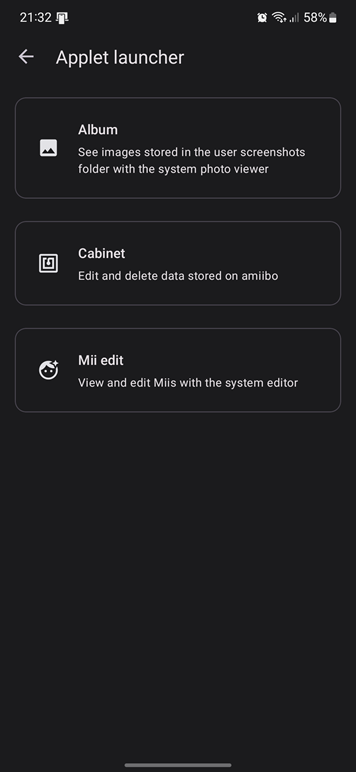 21:32 58%
Applet launcher
Album
See images stored in the user screenshots
folder with the system photo viewer
Cabinet
Edit and delete data stored on amiibo
Mii edit
View and edit Miis with the system editor